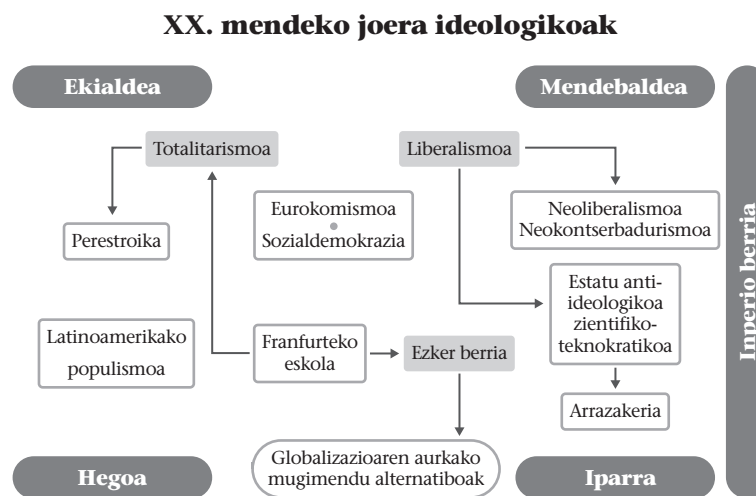 XX. mendeko joera ideologikoak
Ekialdea
Mendebaldea
Totalitarismoa
Liberalismoa
Eurokomismoa
Sozialdemokrazia
Neoliberalismoa
Neokontserbadurismoa
Perestroika
Inperio berria
Estatu anti-
ideologikoa
zientifiko-
teknokratikoa
Latinoamerikako
populismoa
Franfurteko
eskola
Ezker berria
Arrazakeria
Globalizazioaren aurkako
mugimendu alternatiboak
Hegoa
Iparra